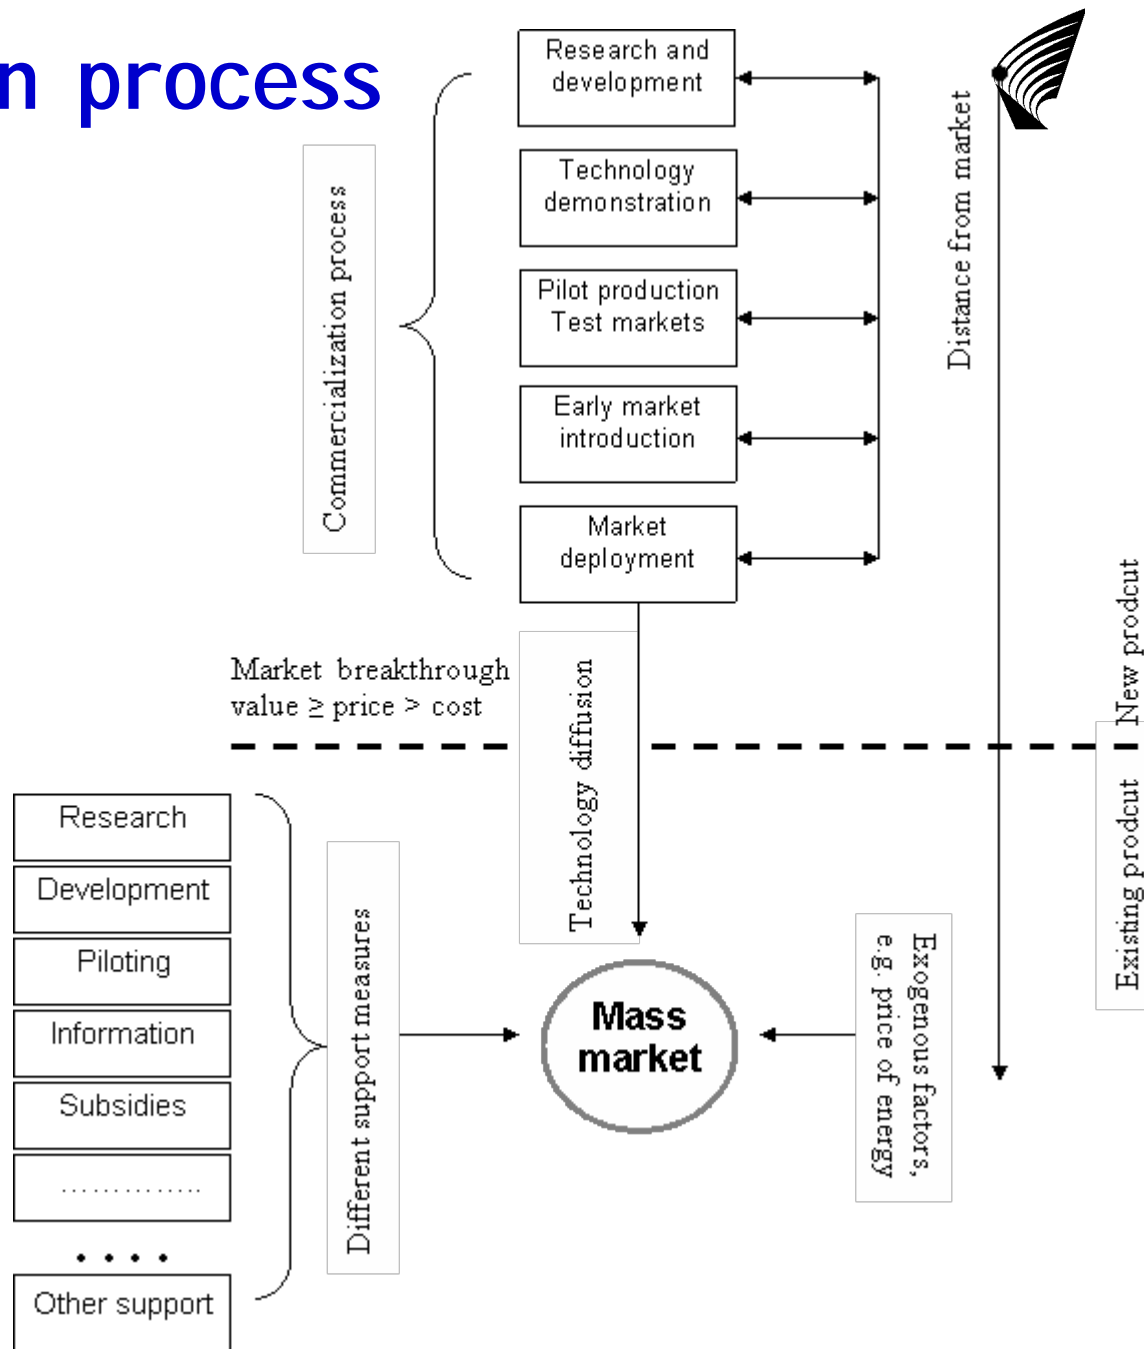 n process
Research and
development
Technology
demonstration
Pilot production
Test markets
Early market
introduction
Market
deployment
Commercialization process
Distance from market
New prodcut
Existing prodcut
Market breakthrough
value ≥ price > cost
Technology diffusion
Research
Development
Piloting
Information
Subsidies
…………..
• • • •
Other support
Different support measures
Mass
market
Exogenous factors,
e.g. price of energy